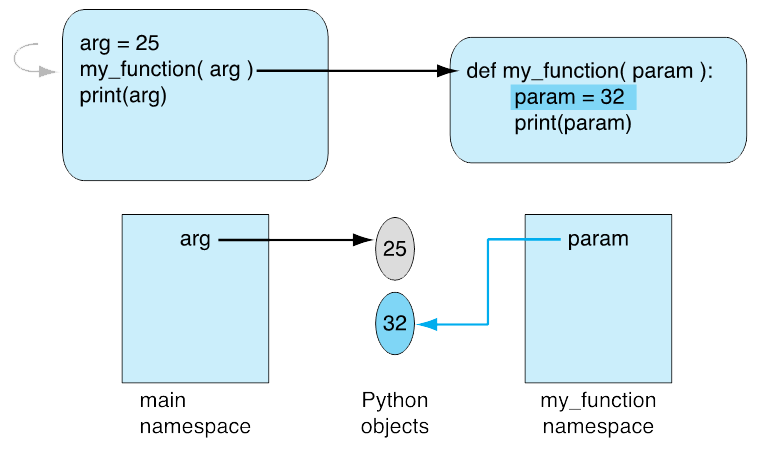 arg = 25
my_function( arg )
print(arg)
def my_function( param ):
param = 32
print(param)
arg
25
32
param
main
namespace
Python
objects
my_function
namespace